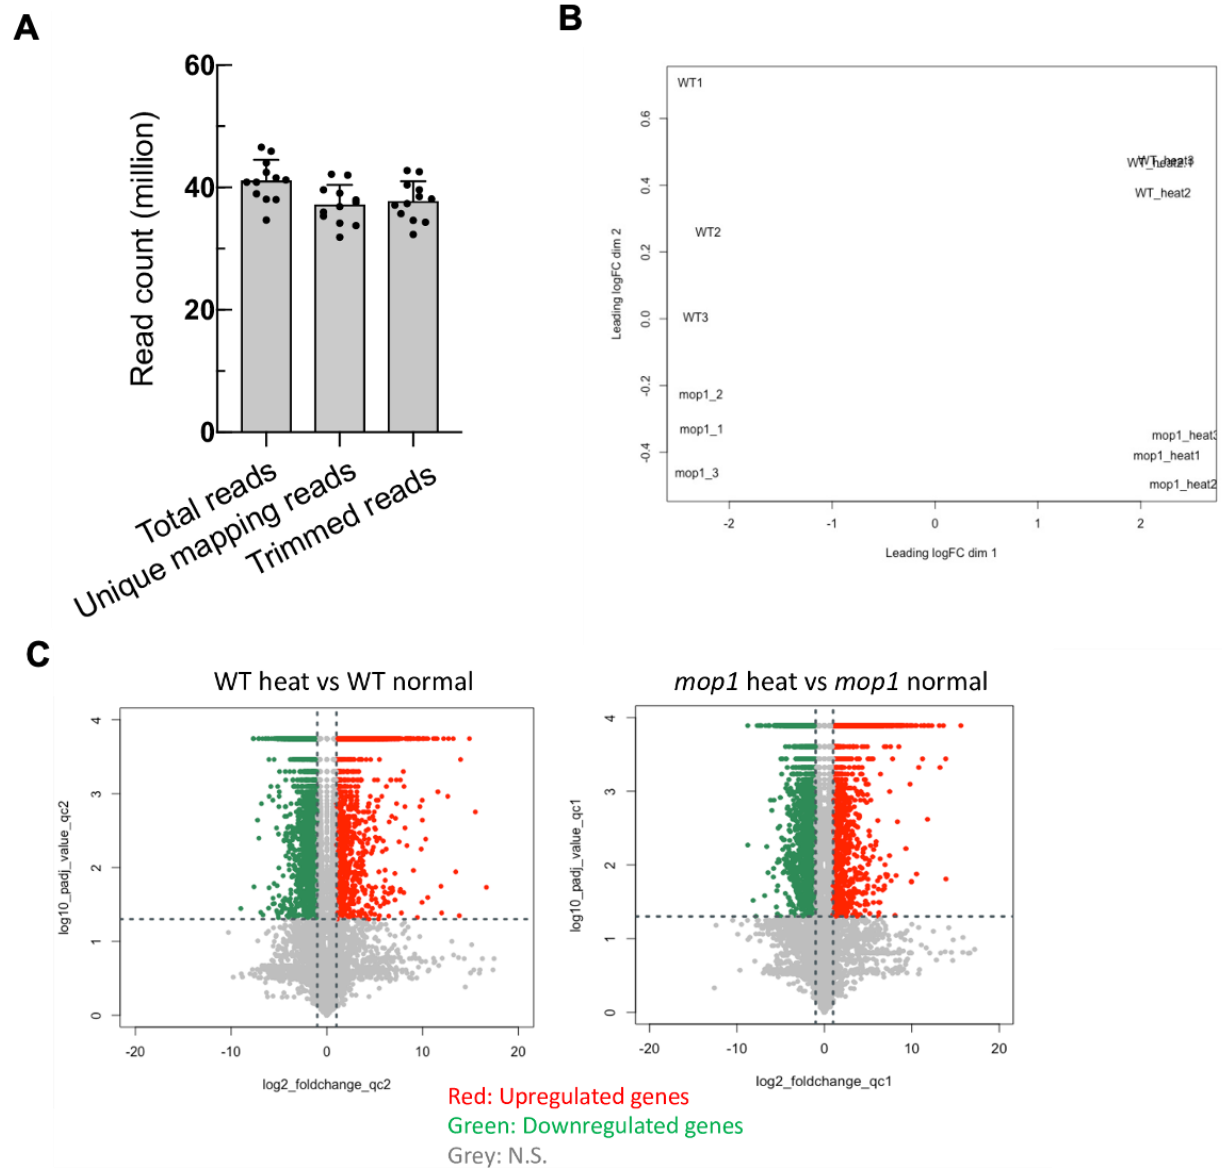 A
60
40
20
0
Read count (million)
Total reads
Unique mapping reads
Trimmed reads
B
0.6
0.4
0.2
0.0
-0.2
-0.4
Leading logFC dim 2
WT1
WT_heat3
WT_heat2.1
WT_heat2
WT2
WT3
mop1_2
mop1_1
mop1_3
mop1_heat3
mop1_heat1
mop1_heat2
-2
-1
0
1
2
Leading logFC dim 1
C
WT heat vs WT normal
4
3
2
1
0
log10_padj_value_qc2
-20
-10
0
10
20
log2_foldchange_qc2
mop1 heat vs mop1 normal
4
3
2
1
0
log10_padj_value_qc1
-20
-10
0
10
20
log2_foldchange_qc1
Red: Upregulated genes
Green: Downregulated genes
Grey: N.S.